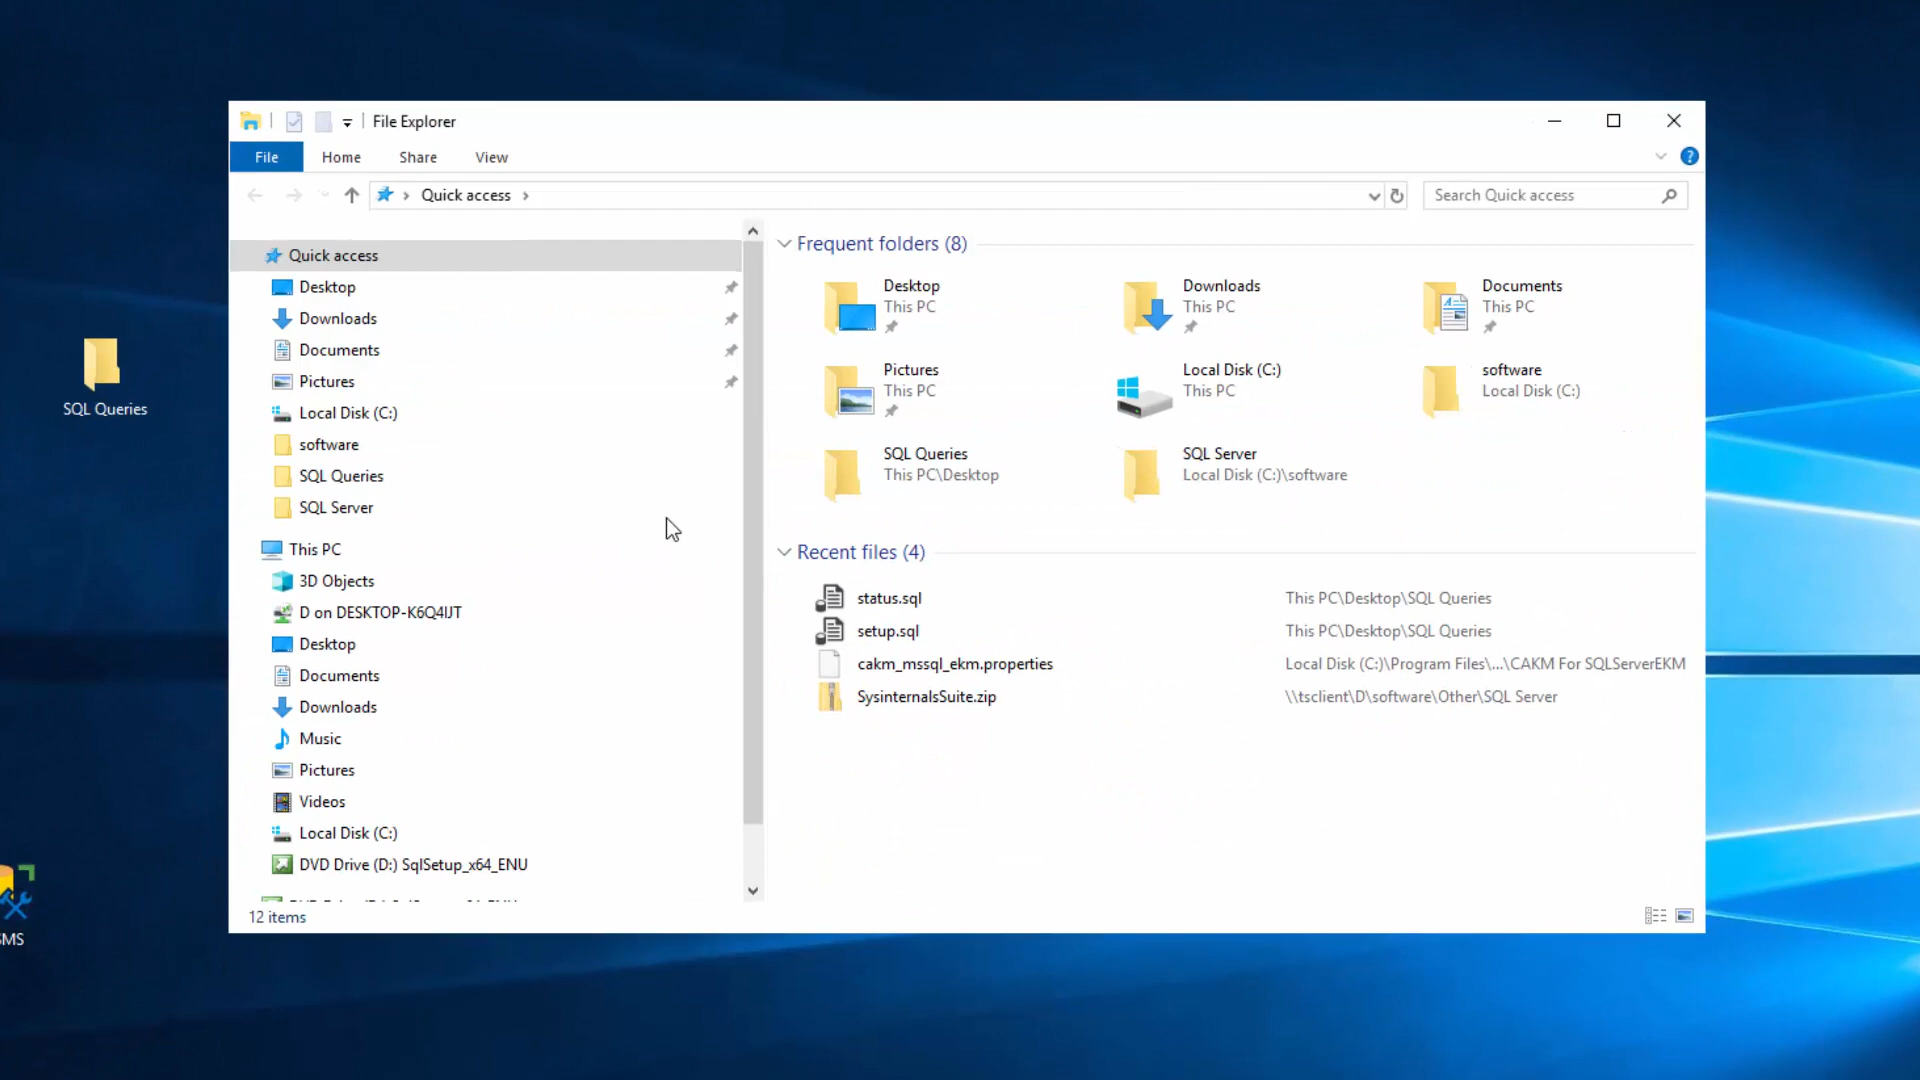 File Explorer
File
Home
Share
View
?
Quick access
Search Quick access
SQL Queries
SMS
Quick access
Desktop
Downloads
Documents
Pictures
Local Disk (C:)
software
SQL Queries
SQL Server
This PC
3D Objects
D on DESKTOP-K6Q4IJT
Desktop
Documents
Downloads
Music
Pictures
Videos
Local Disk (C:)
DVD Drive (D:) SqlSetup_x64_ENU
Frequent folders (8)
Desktop
This PC
Downloads
This PC
Documents
This PC
Pictures
This PC
Local Disk (C:)
This PC
software
Local Disk (C:)
SQL Queries
This PC\Desktop
SQL Server
Local Disk (C:)\software
Recent files (4)
status.sql
This PC\Desktop\SQL Queries
setup.sql
This PC\Desktop\SQL Queries
cakm_mssql_ekm.properties
Local Disk (C:)\Program Files\...\CAKM For SQLServerEKM
SysinternalsSuite.zip
\\tsclient\D\software\Other\SQL Server
12 items